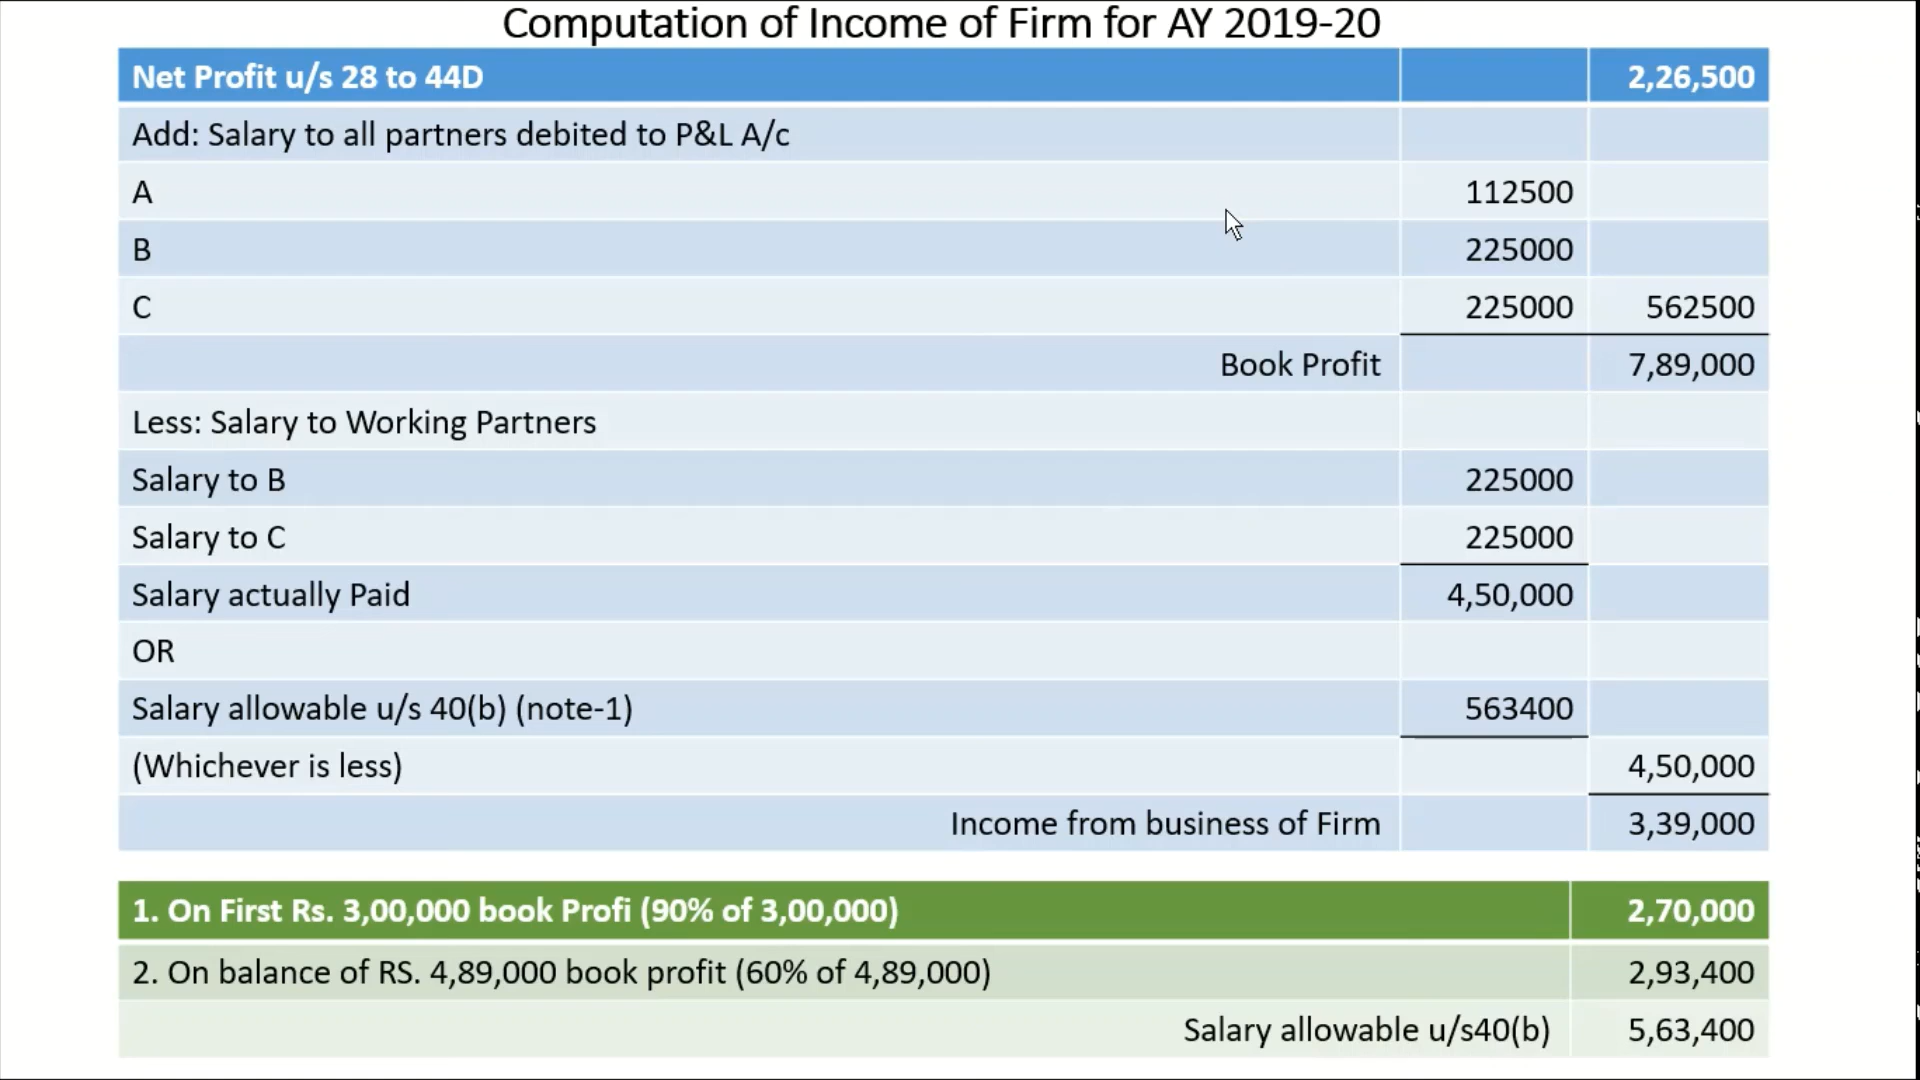 Computation of Income of Firm for AY 2019-20
Net Profit u/s 28 to 44D 2,26,500
Add: Salary to all partners debited to P&L A/c
A 112500
B 225000
C 225000 562500
Book Profit 7,89,000
Less: Salary to Working Partners
Salary to B 225000
Salary to C 225000
Salary actually Paid 4,50,000
OR
Salary allowable u/s 40(b) (note-1) 563400
(Whichever is less) 4,50,000
Income from business of Firm 3,39,000
1. On First Rs. 3,00,000 book Profi (90% of 3,00,000) 2,70,000
2. On balance of RS. 4,89,000 book profit (60% of 4,89,000) 2,93,400
Salary allowable u/s40(b) 5,63,400